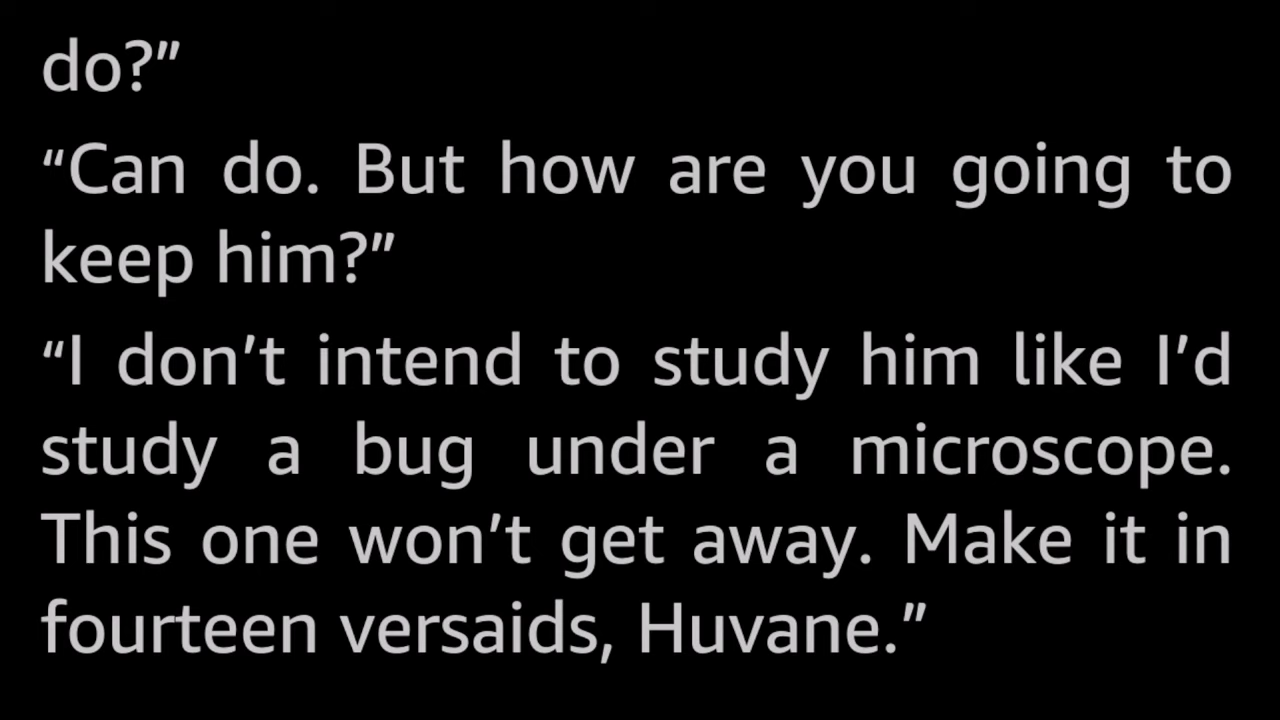 do?”
“Can do. But how are you going to
keep him?”
“I don’t intend to study him like I’d
study a bug under a microscope.
This one won’t get away. Make it in
fourteen versaids, Huvane.”